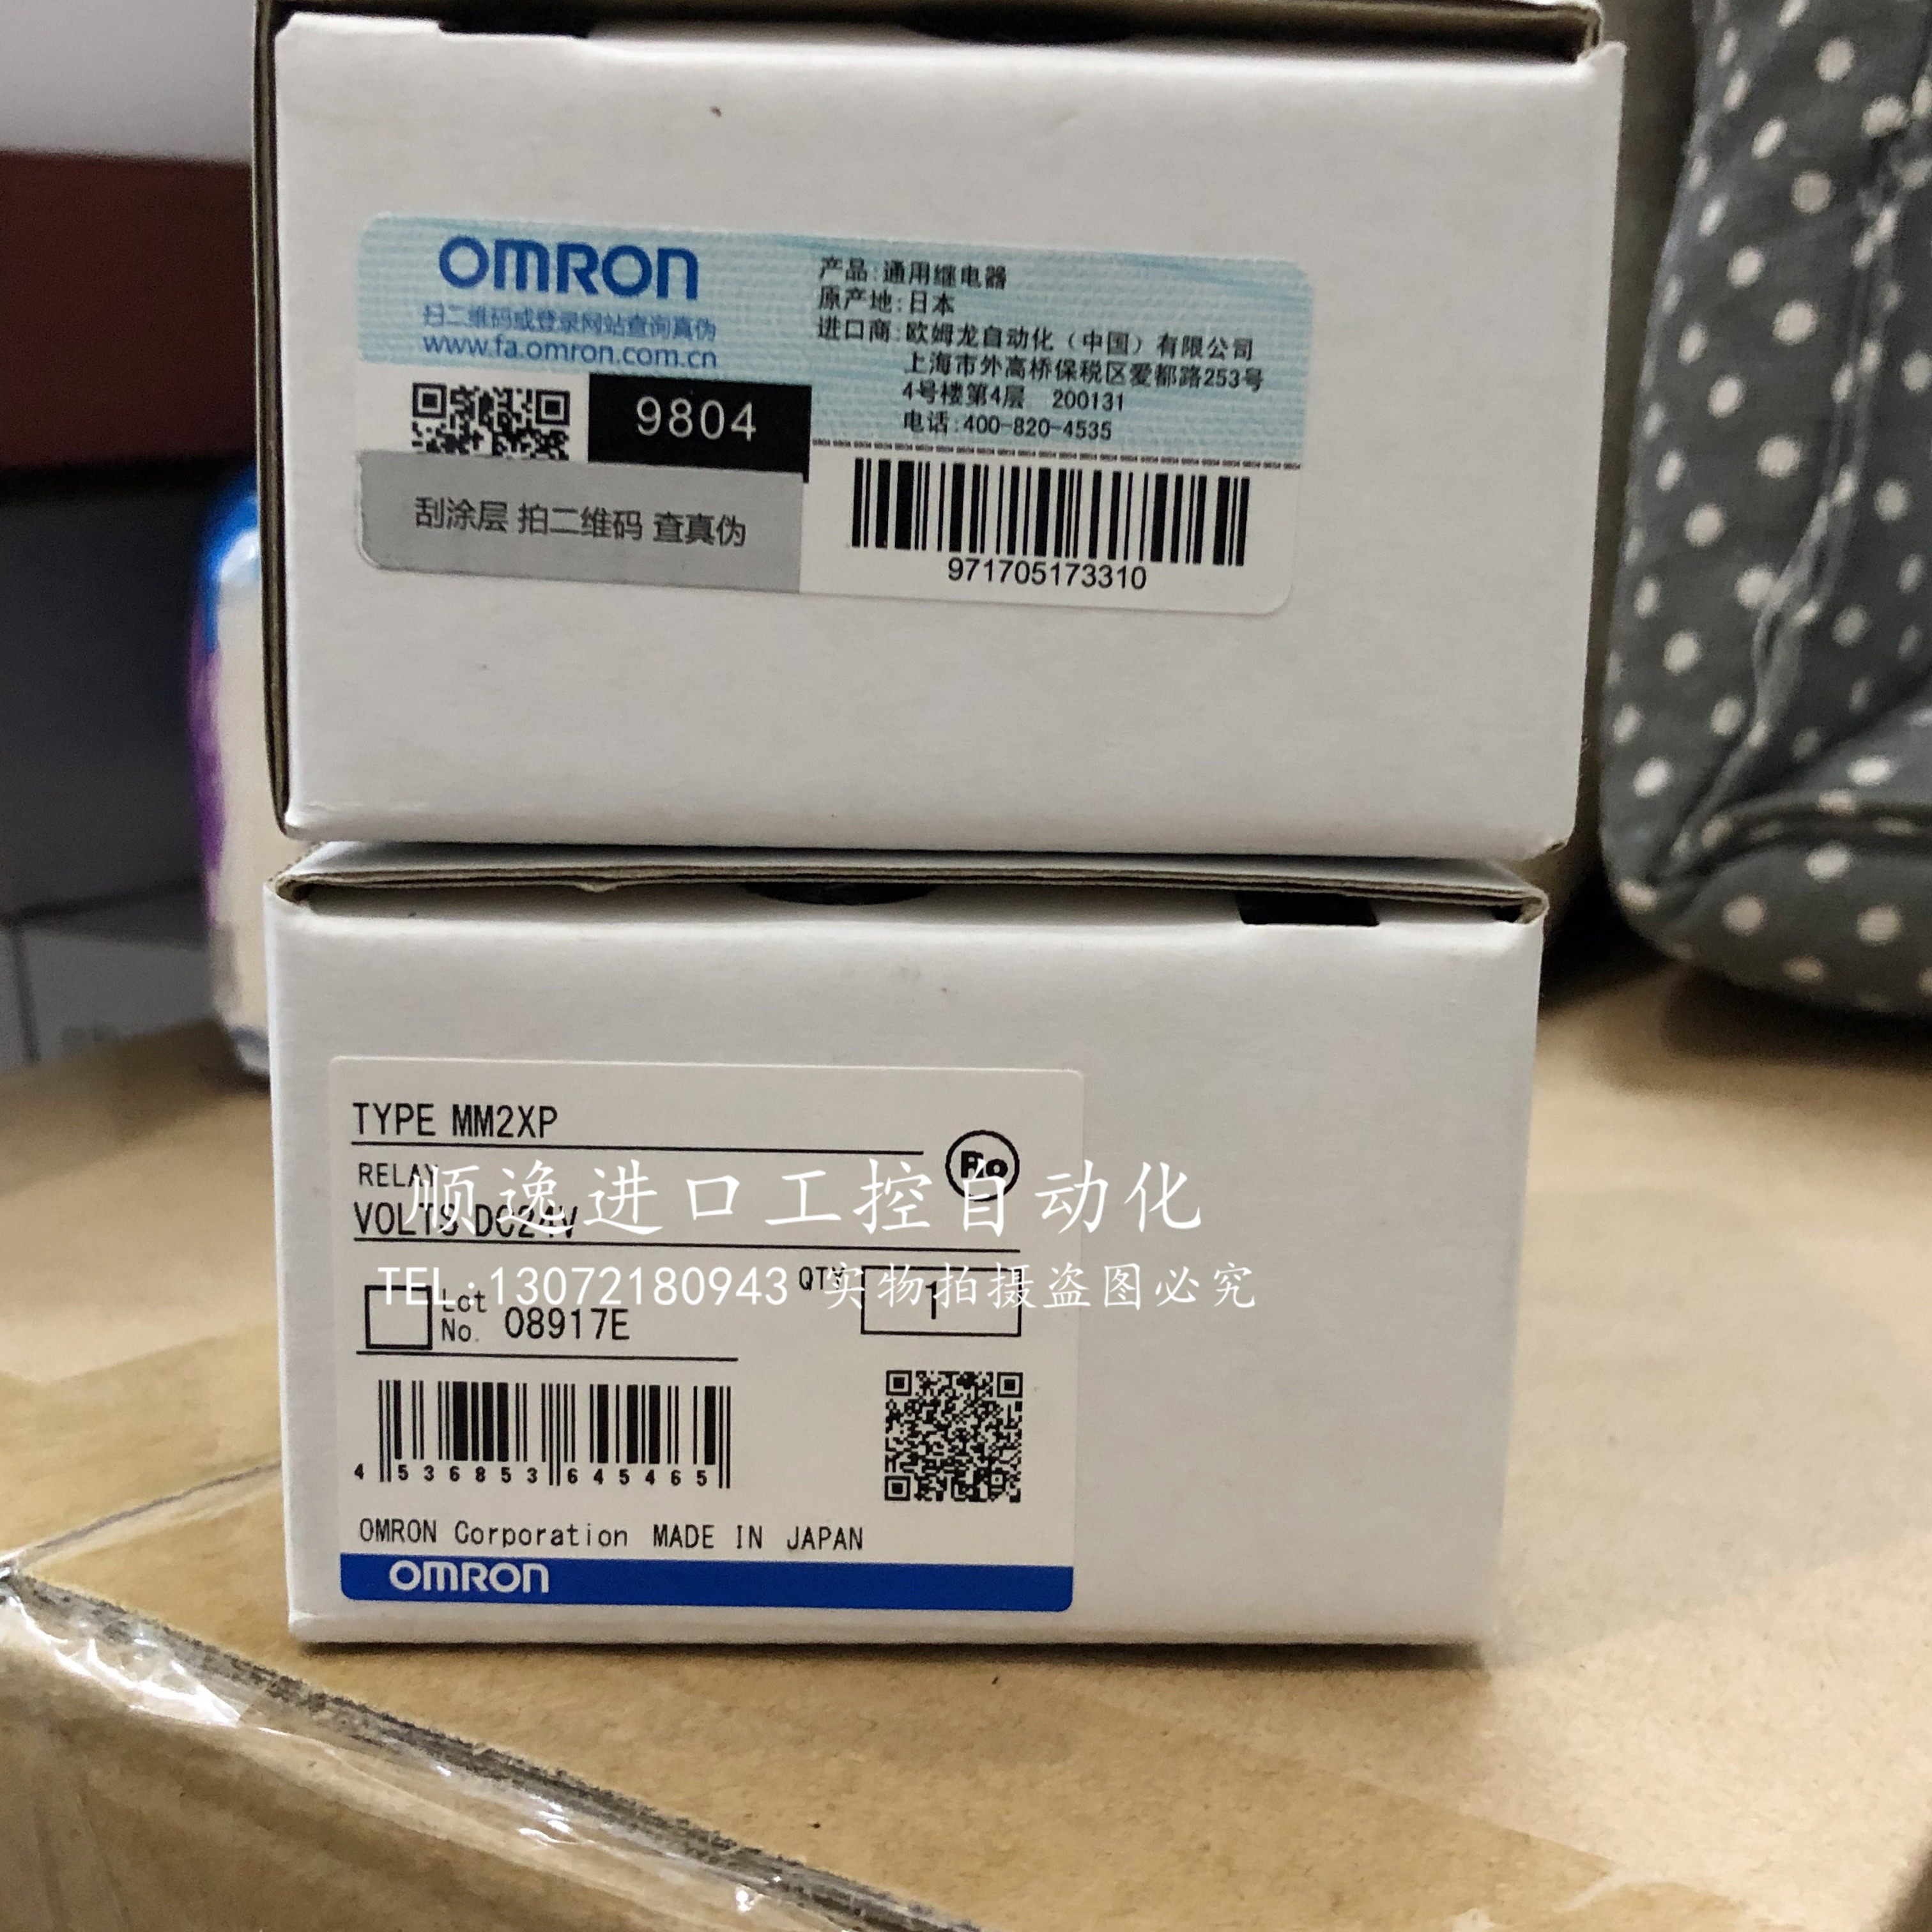 OMRON
扫二维码或登录网站查询真伪
www.fa.omron.com.cn
9804
刮涂层 拍二维码 查真伪
产品:通用继电器
原产地:日本
进口商:欧姆龙自动化（中国）有限公司
上海市外高桥保税区爱都路253号
4号楼第4层 200131
电话:400-820-4535
971705173310
TYPE MM2XP
RELAY
VOLTS DC24V
顺逸进口工控自动化
TEL:13072180943 实物拍摄盗图必究
QTY 1
Lot No. 08917E
4 536853 645465
OMRON Corporation MADE IN JAPAN
OMRON